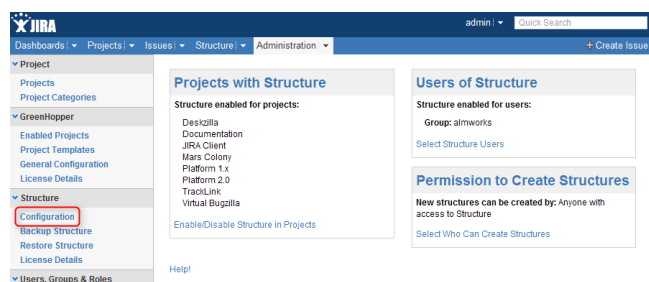 JIRA
admin
Quick Search
Dashboards
Projects
Issues
Structure
Administration
+ Create Issue
Project
Projects
Project Categories
GreenHopper
Enabled Projects
Project Templates
General Configuration
License Details
Structure
Configuration
Backup Structure
Restore Structure
License Details
Users, Groups & Roles
Projects with Structure
Structure enabled for projects:
Deskzilla
Documentation
JIRA Client
Mars Colony
Platform 1.x
Platform 2.0
TrackLink
Virtual Bugzilla
Enable/Disable Structure in Projects
Help!
Users of Structure
Structure enabled for users:
Group: almworks
Select Structure Users
Permission to Create Structures
New structures can be created by: Anyone with
access to Structure
Select Who Can Create Structures